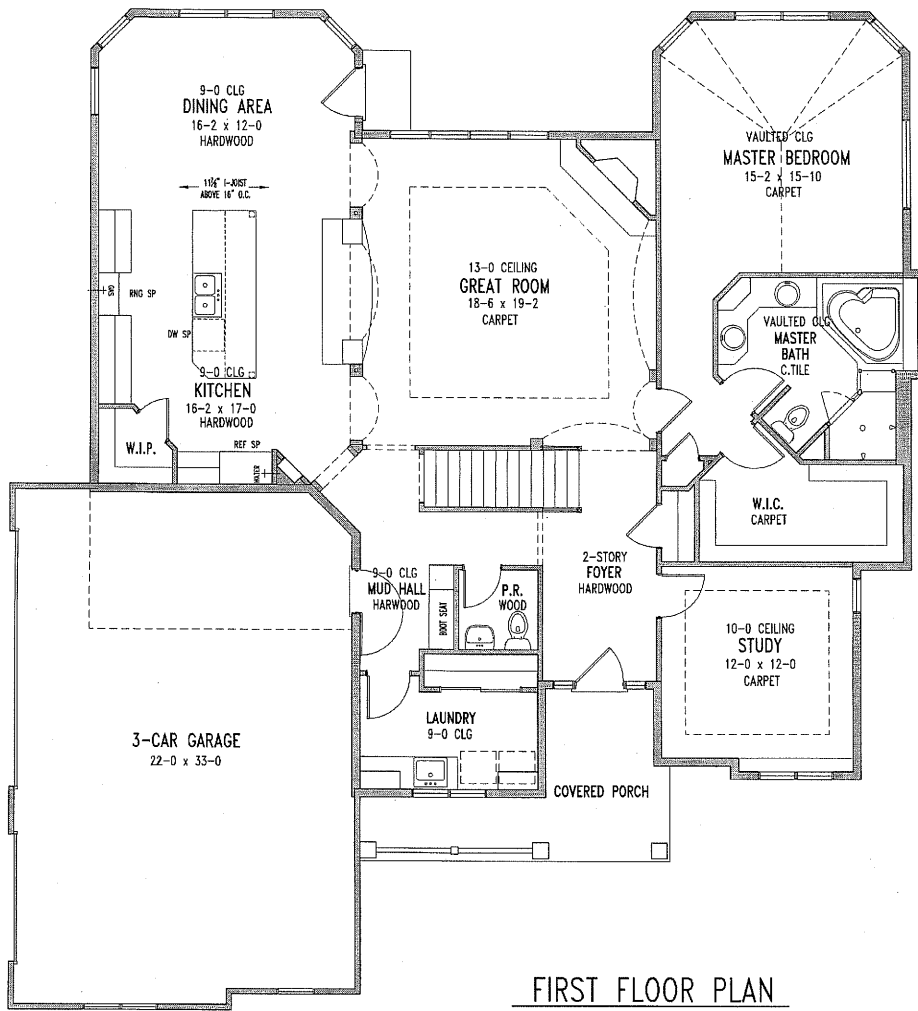 9-0 CLG
DINING AREA
16-2 x 12-0
HARDWOOD
11⅞" I-JOIST
ABOVE 16" O.C.
GAS
RNG SP
DW SP
9-0 CLG
KITCHEN
16-2 x 17-0
HARDWOOD
W.I.P.
REF SP
WATER
13-0 CEILING
GREAT ROOM
18-6 x 19-2
CARPET
VAULTED CLG
MASTER BEDROOM
15-2 x 15-10
CARPET
VAULTED CLG
MASTER
BATH
C.TILE
W.I.C.
CARPET
2-STORY
FOYER
HARDWOOD
9-0 CLG
MUD HALL
HARWOOD
BOOT SEAT
P.R.
WOOD
10-0 CEILING
STUDY
12-0 x 12-0
CARPET
LAUNDRY
9-0 CLG
3-CAR GARAGE
22-0 x 33-0
COVERED PORCH
FIRST FLOOR PLAN